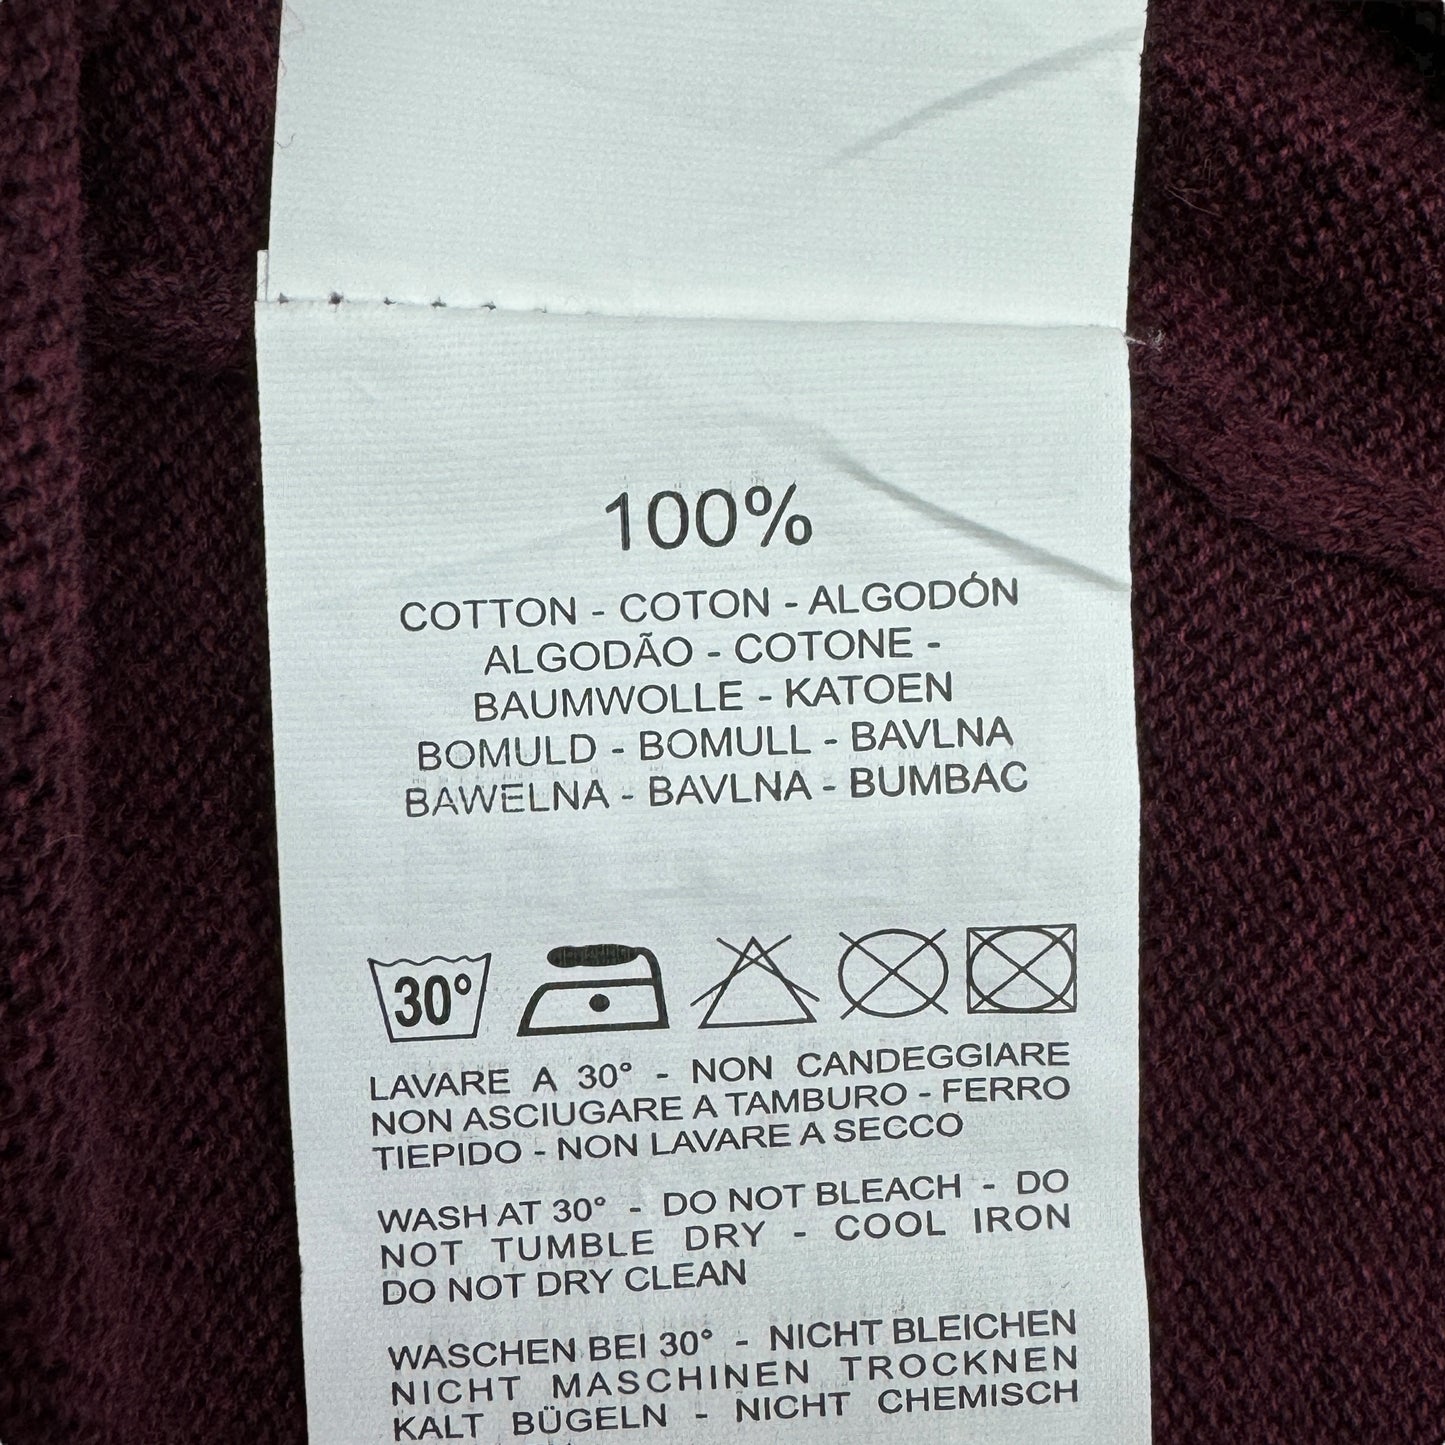 100%
COTTON - COTON - ALGODÓN
ALGODÃO - COTONE -
BAUMWOLLE - KATOEN
BOMULD - BOMULL - BAVLNA
BAWELNA - BAVLNA - BUMBAC
30°
LAVARE A 30° - NON CANDEGGIARE
NON ASCIUGARE A TAMBURO - FERRO
TIEPIDO - NON LAVARE A SECCO
WASH AT 30° - DO NOT BLEACH - DO
NOT TUMBLE DRY - COOL IRON
DO NOT DRY CLEAN
WASCHEN BEI 30° - NICHT BLEICHEN
NICHT MASCHINEN TROCKNEN
KALT BÜGELN - NICHT CHEMISCH